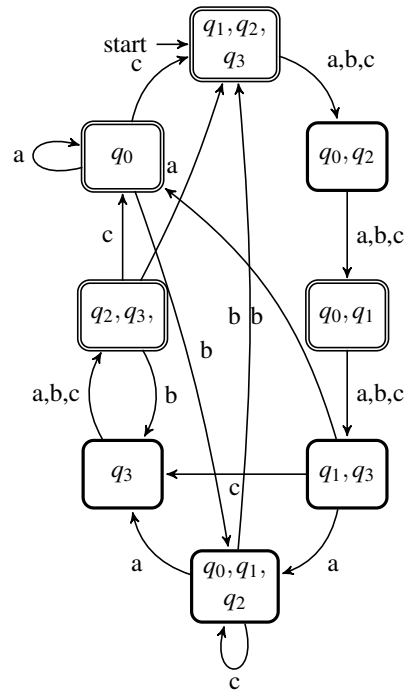 start
q1, q2,
q3
c
a,b,c
a
q0
a
q0, q2
c
a,b,c
q2, q3,
q0, q1
b
b b
a,b,c
b
a,b,c
q3
q1, q3
c
a
q0, q1,
q2
a
c